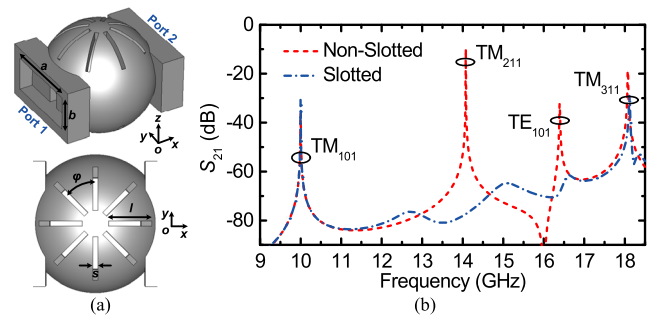 Port 2
a
b
Port 1
z
y
o
x
φ
l
y
o
x
s
(a)
-20
-40
-60
-80
S21 (dB)
Non-Slotted
Slotted
TM101
TM211
TE101
TM311
9 10 11 12 13 14 15 16 17 18
Frequency (GHz)
(b)